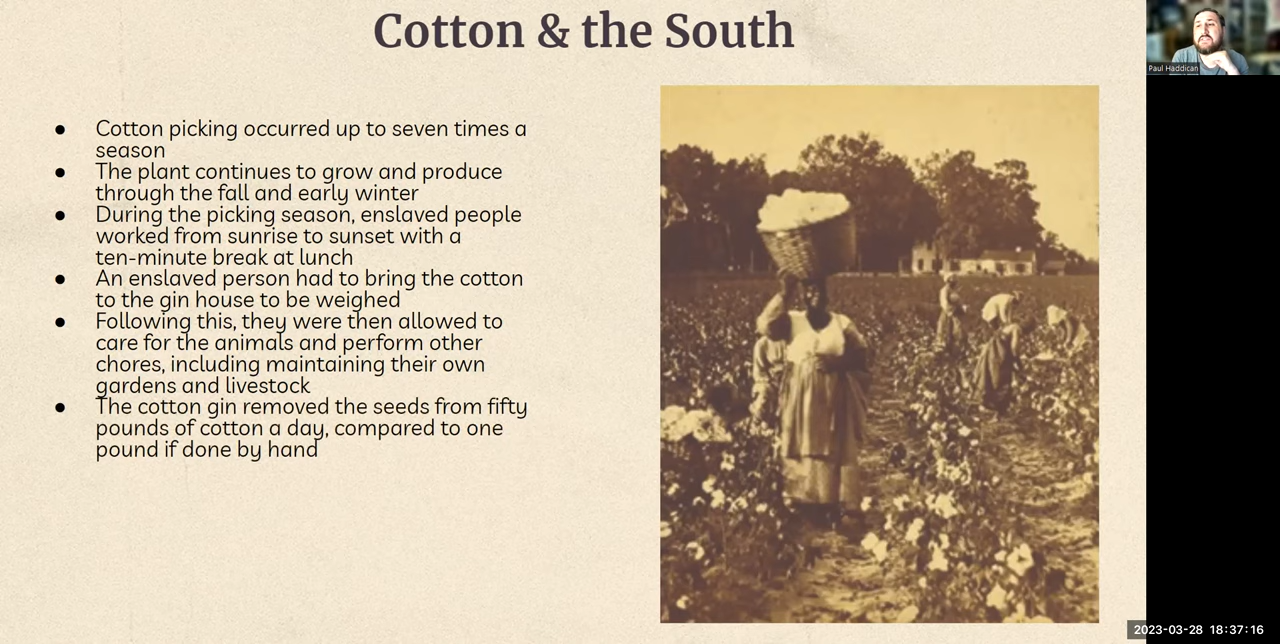 Cotton & the South
Paul Haddican
● Cotton picking occurred up to seven times a
season
● The plant continues to grow and produce
through the fall and early winter
● During the picking season, enslaved people
worked from sunrise to sunset with a
ten-minute break at lunch
● An enslaved person had to bring the cotton
to the gin house to be weighed
● Following this, they were then allowed to
care for the animals and perform other
chores, including maintaining their own
gardens and livestock
● The cotton gin removed the seeds from fifty
pounds of cotton a day, compared to one
pound if done by hand
2023-03-28 18:37:16